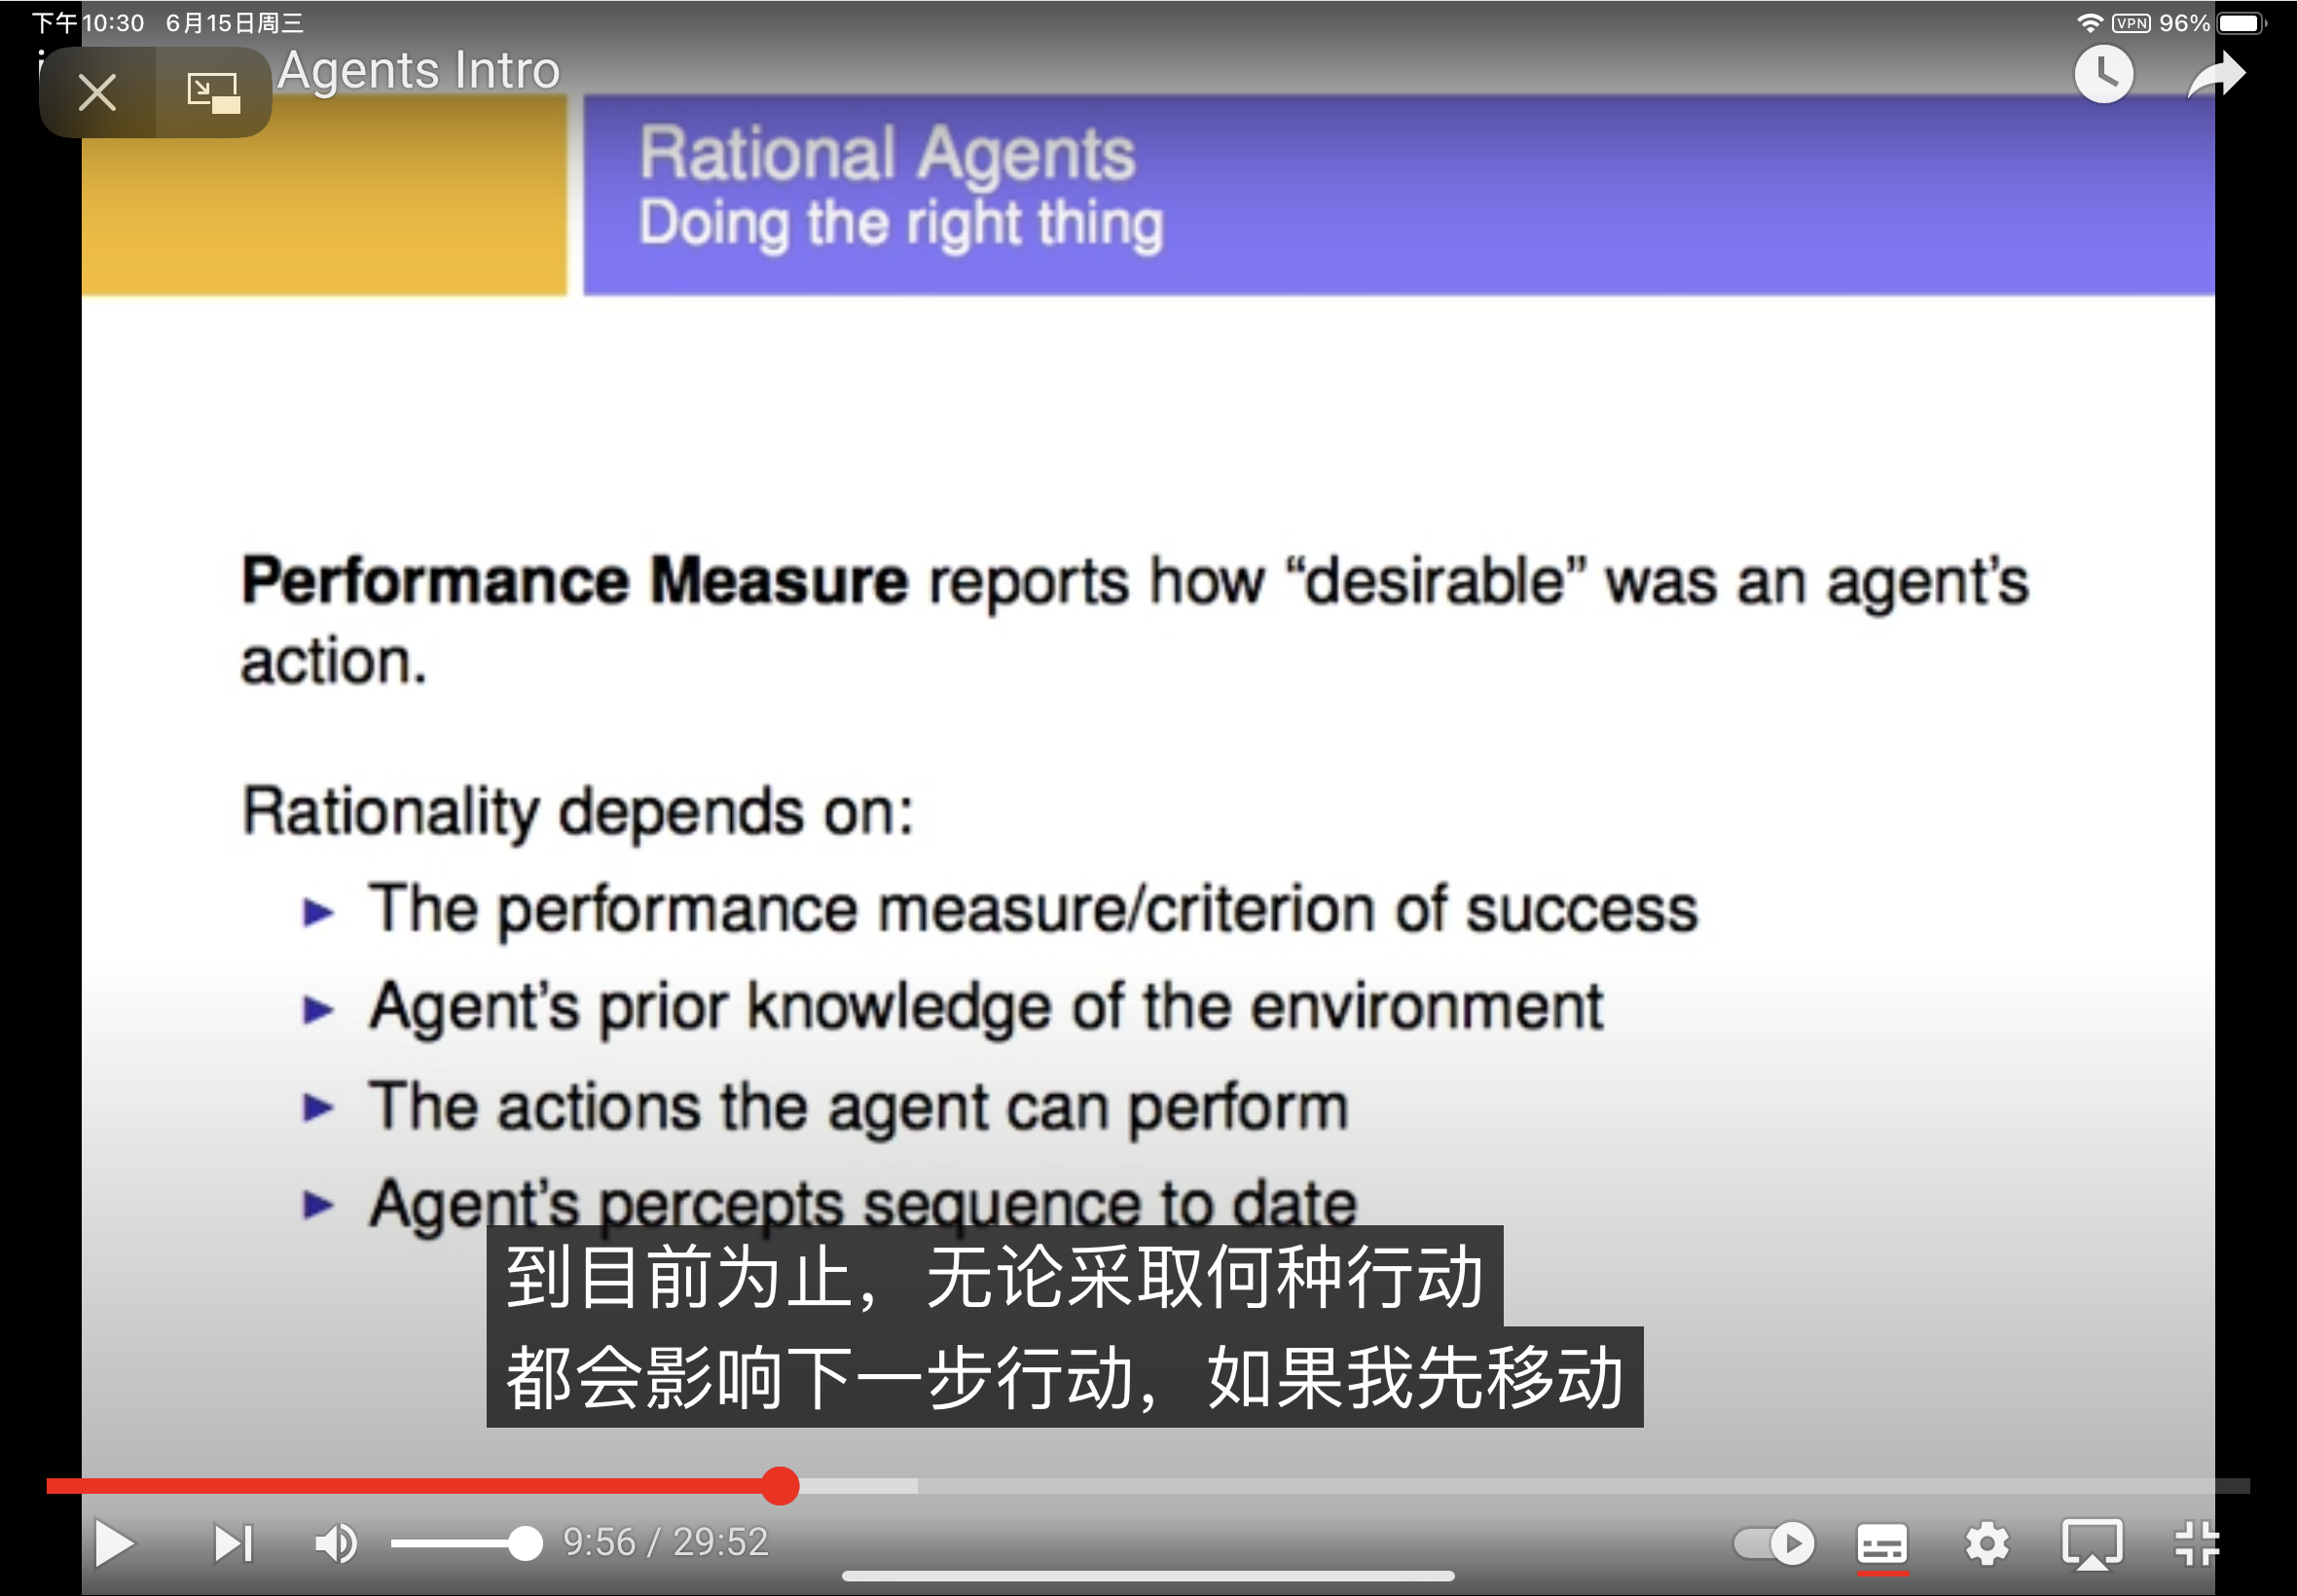 下午10:30 6月15日周三
VPN 96%
Agents Intro
Rational Agents
Doing the right thing
Performance Measure reports how “desirable” was an agent’s
action.
Rationality depends on:
The performance measure/criterion of success
Agent’s prior knowledge of the environment
The actions the agent can perform
Agent’s percepts sequence to date
到目前为止，无论采取何种行动
都会影响下一步行动，如果我先移动
9:56 / 29:52